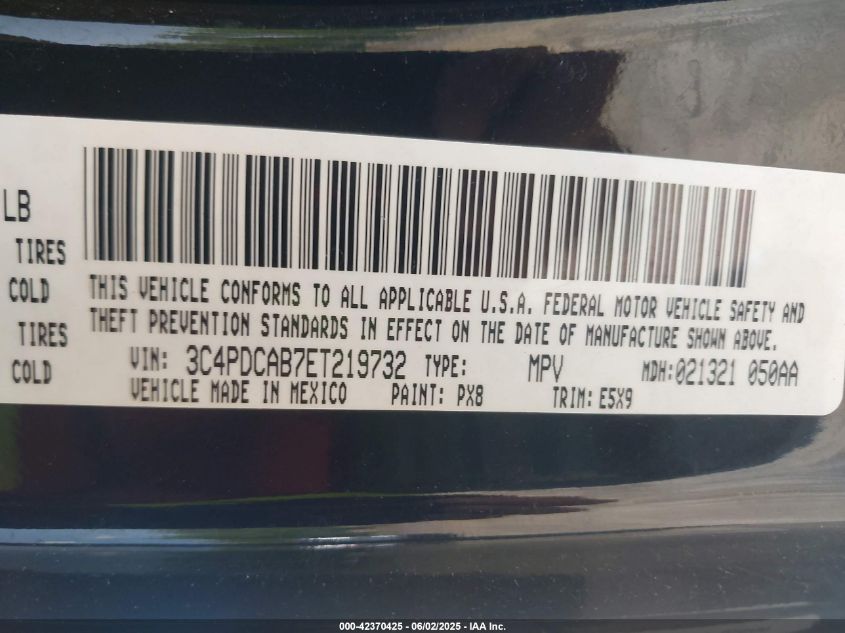 LB
TIRES
COLD
TIRES
COLD
THIS VEHICLE CONFORMS TO ALL APPLICABLE U.S.A. FEDERAL MOTOR VEHICLE SAFETY AND
THEFT PREVENTION STANDARDS IN EFFECT ON THE DATE OF MANUFACTURE SHOWN ABOVE.
VIN: 3C4PDCAB7ET219732 TYPE: MPV MDH:021321 050AA
VEHICLE MADE IN MEXICO PAINT: PX8 TRIM: E5X9
000-42370425 - 06/02/2025 - IAA Inc.